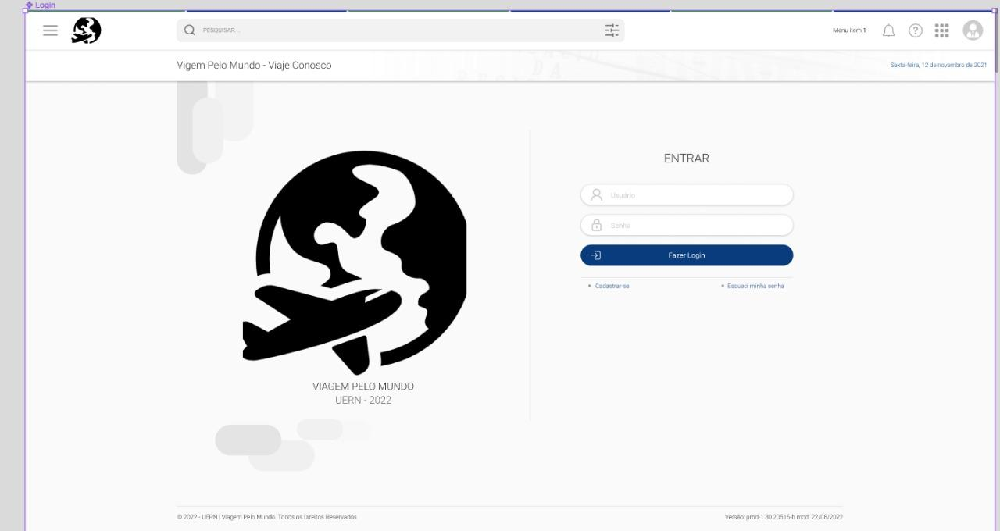 Login
PESQUISAR...
Menu item 1
Vigem Pelo Mundo - Viaje Conosco
Sexta-feira, 12 de novembro de 2021
ENTRAR
Usuário
Senha
Fazer Login
Cadastrar-se
Esqueci minha senha
VIAGEM PELO MUNDO
UERN - 2022
© 2022 - UERN | Viagem Pelo Mundo. Todos os Direitos Reservados
Versão: prod-1.30.20515-b mod: 22/08/2022